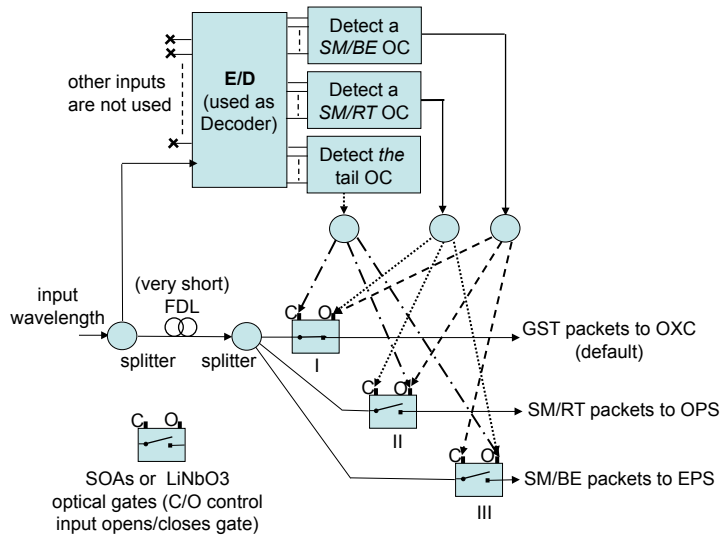 Detect a
SM/BE OC
E/D
(used as
Decoder)
other inputs
are not used
Detect a
SM/RT OC
Detect the
tail OC
(very short)
FDL
input
wavelength
splitter
splitter
C
O
I
GST packets to OXC
(default)
C
O
II
SM/RT packets to OPS
C
O
III
SM/BE packets to EPS
C
O
SOAs or LiNbO3
optical gates (C/O control
input opens/closes gate)